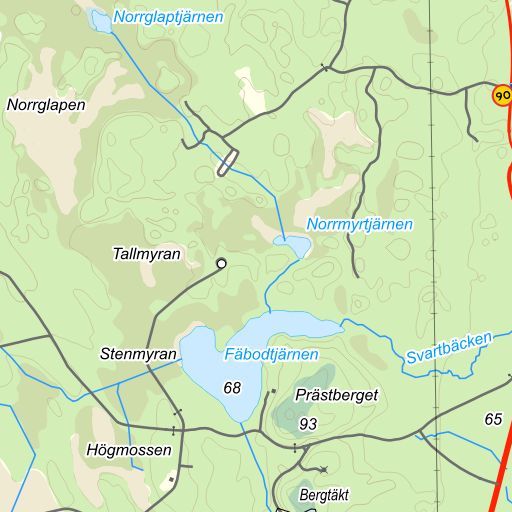 Norrglaptjärnen
Norrglapen
90
Norrmyrtjärnen
Tallmyran
Svartbäcken
Stenmyran
Fäbodtjärnen
68
Prästberget
93
65
Högmossen
Bergtäkt